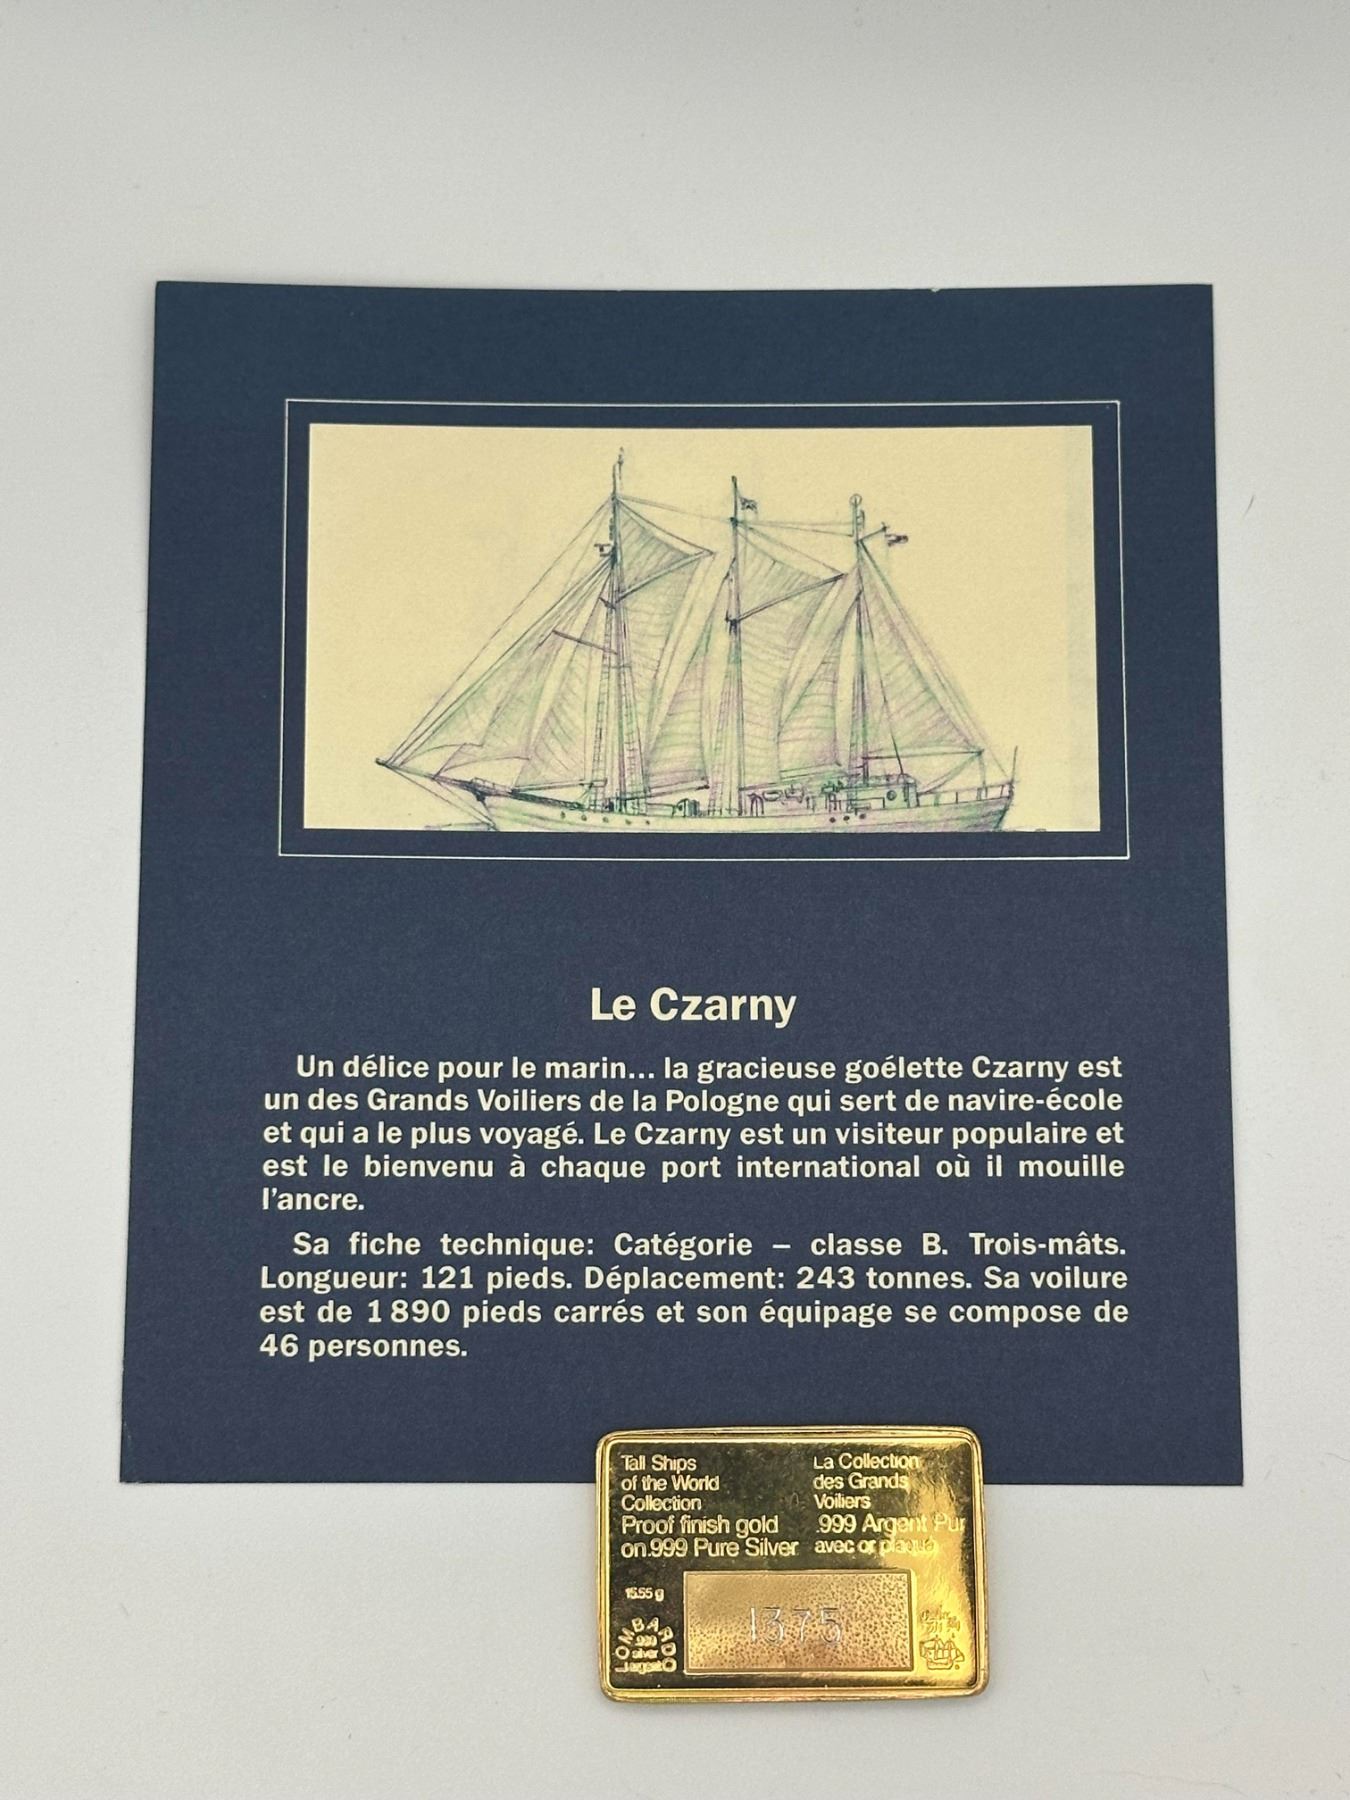 Le Czarny
Un délice pour le marin... la gracieuse goélette Czarny est
un des Grands Voiliers de la Pologne qui sert de navire-école
et qui a le plus voyagé. Le Czarny est un visiteur populaire et
est le bienvenu à chaque port international où il mouille
l'ancre.
Sa fiche technique: Catégorie – classe B. Trois-mâts.
Longueur: 121 pieds. Déplacement: 243 tonnes. Sa voilure
est de 1 890 pieds carrés et son équipage se compose de
46 personnes.
Tall Ships
of the World
Collection
Proof finish gold
on.999 Pure Silver
La Collection
des Grands
Voiliers
.999 Argent Pur
avec or plaqué
15.55 g
LOMBARDO
.999
silver
argent
1375